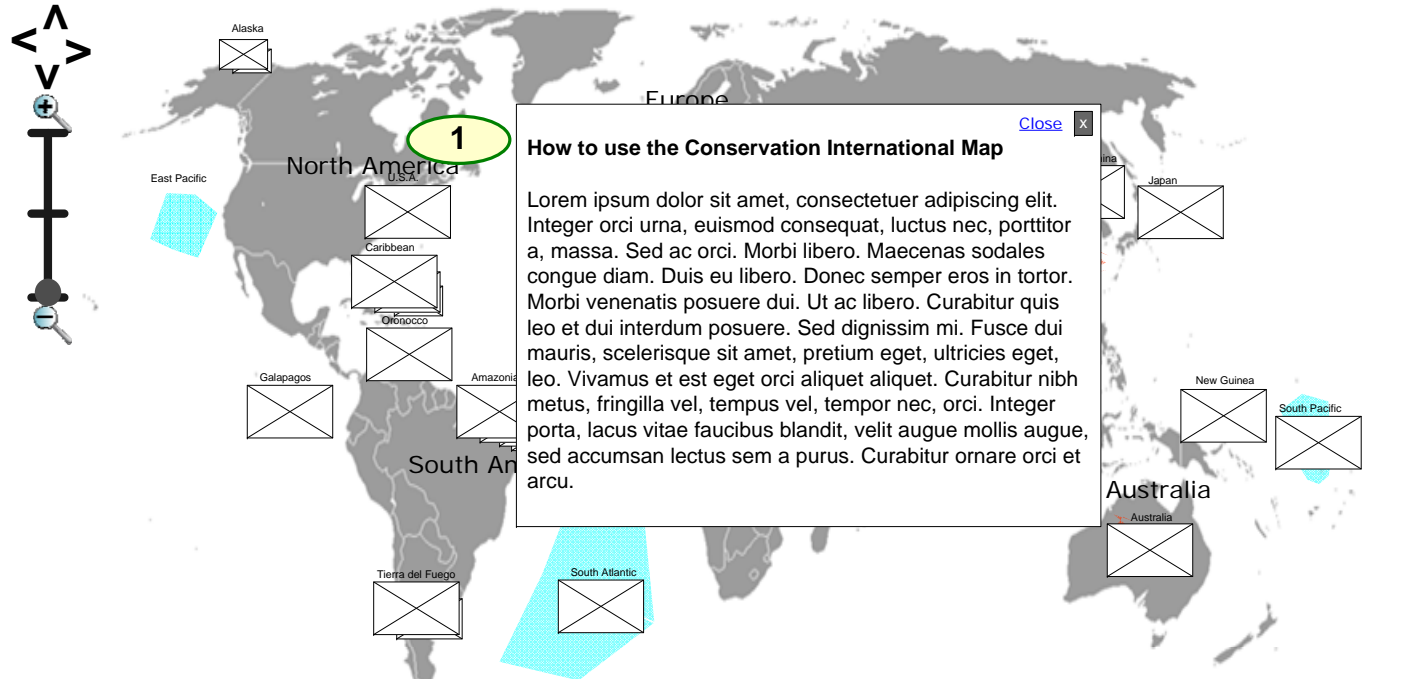 Alaska
Europe
Close x
1
How to use the Conservation International Map
North America
U.S.A.
East Pacific
Japan
Lorem ipsum dolor sit amet, consectetuer adipiscing elit.
Integer orci urna, euismod consequat, luctus nec, porttitor
a, massa. Sed ac orci. Morbi libero. Maecenas sodales
congue diam. Duis eu libero. Donec semper eros in tortor.
Morbi venenatis posuere dui. Ut ac libero. Curabitur quis
leo et dui interdum posuere. Sed dignissim mi. Fusce dui
mauris, scelerisque sit amet, pretium eget, ultricies eget,
leo. Vivamus et est eget orci aliquet aliquet. Curabitur nibh
metus, fringilla vel, tempus vel, tempor nec, orci. Integer
porta, lacus vitae faucibus blandit, velit augue mollis augue,
sed accumsan lectus sem a purus. Curabitur ornare orci et
arcu.
Caribbean
Oronocco
Galapagos
Amazonia
New Guinea
South Pacific
South Am
Australia
Australia
Tierra del Fuego
South Atlantic